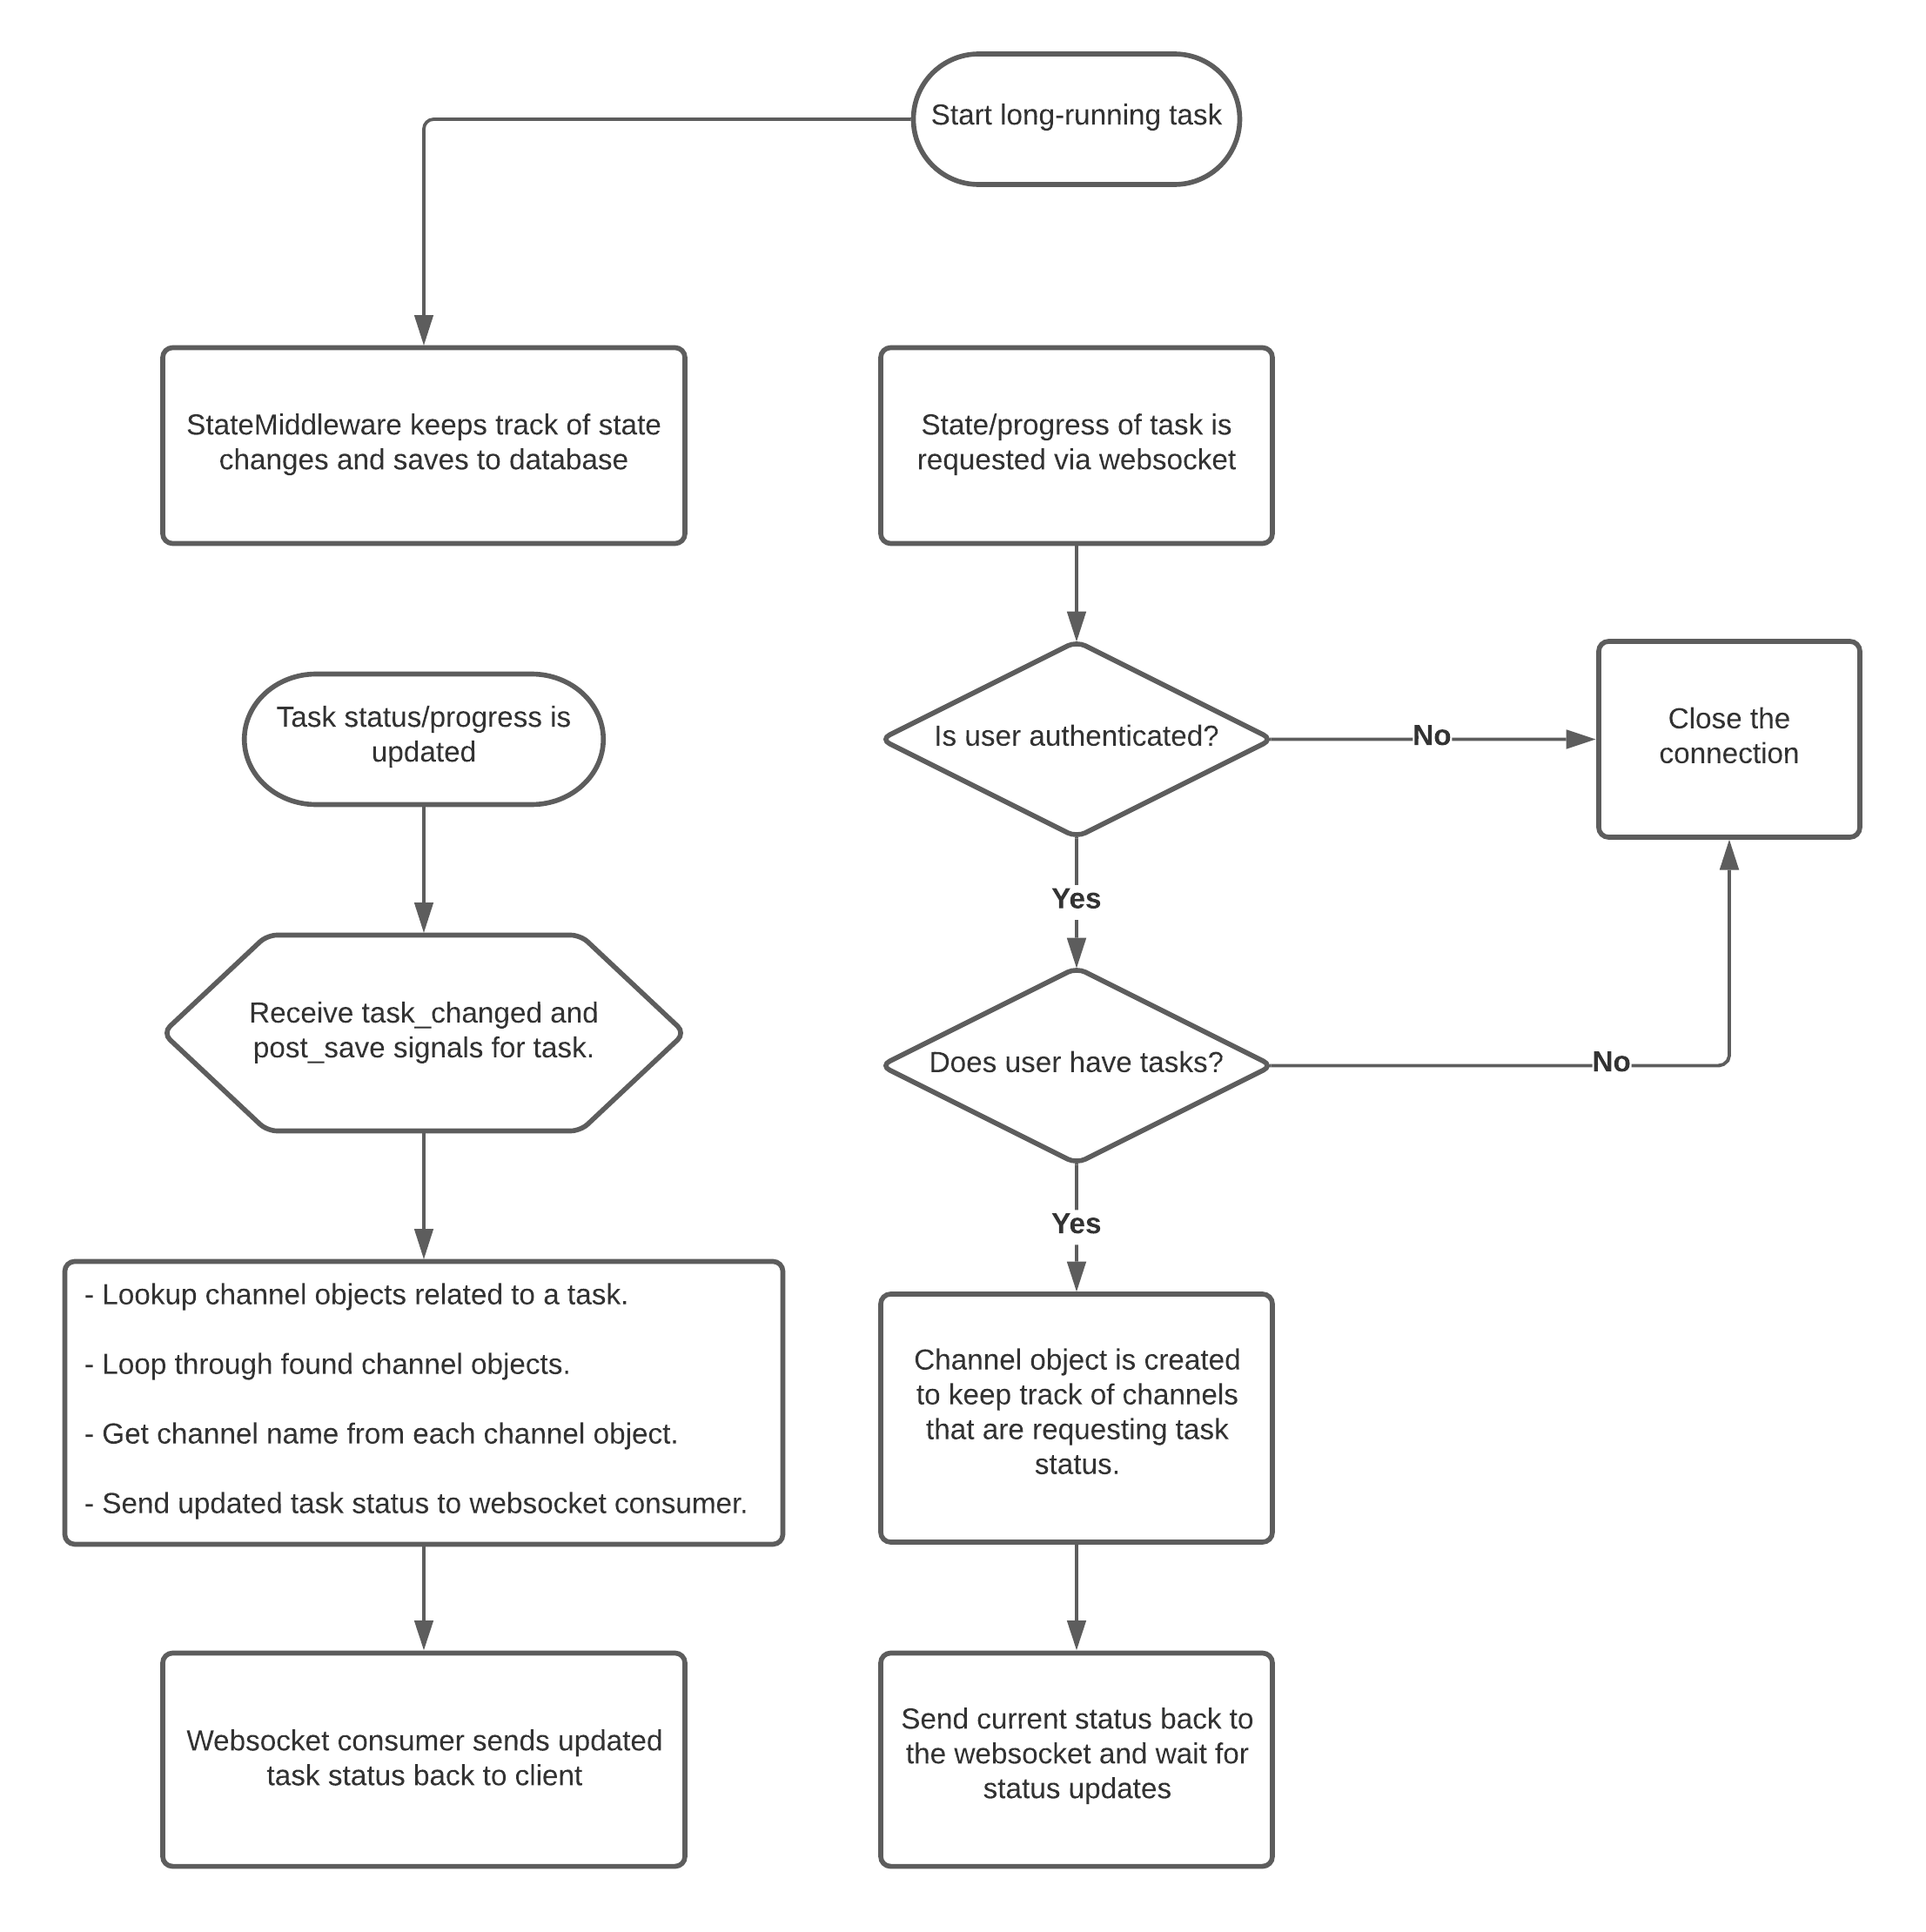 Start long-running task
StateMiddleware keeps track of state
changes and saves to database
State/progress of task is
requested via websocket
Task status/progress is
updated
Is user authenticated?
No
Close the
connection
Yes
Receive task_changed and
post_save signals for task.
Does user have tasks?
No
Yes
- Lookup channel objects related to a task.
- Loop through found channel objects.
- Get channel name from each channel object.
- Send updated task status to websocket consumer.
Channel object is created
to keep track of channels
that are requesting task
status.
Websocket consumer sends updated
task status back to client
Send current status back to
the websocket and wait for
status updates